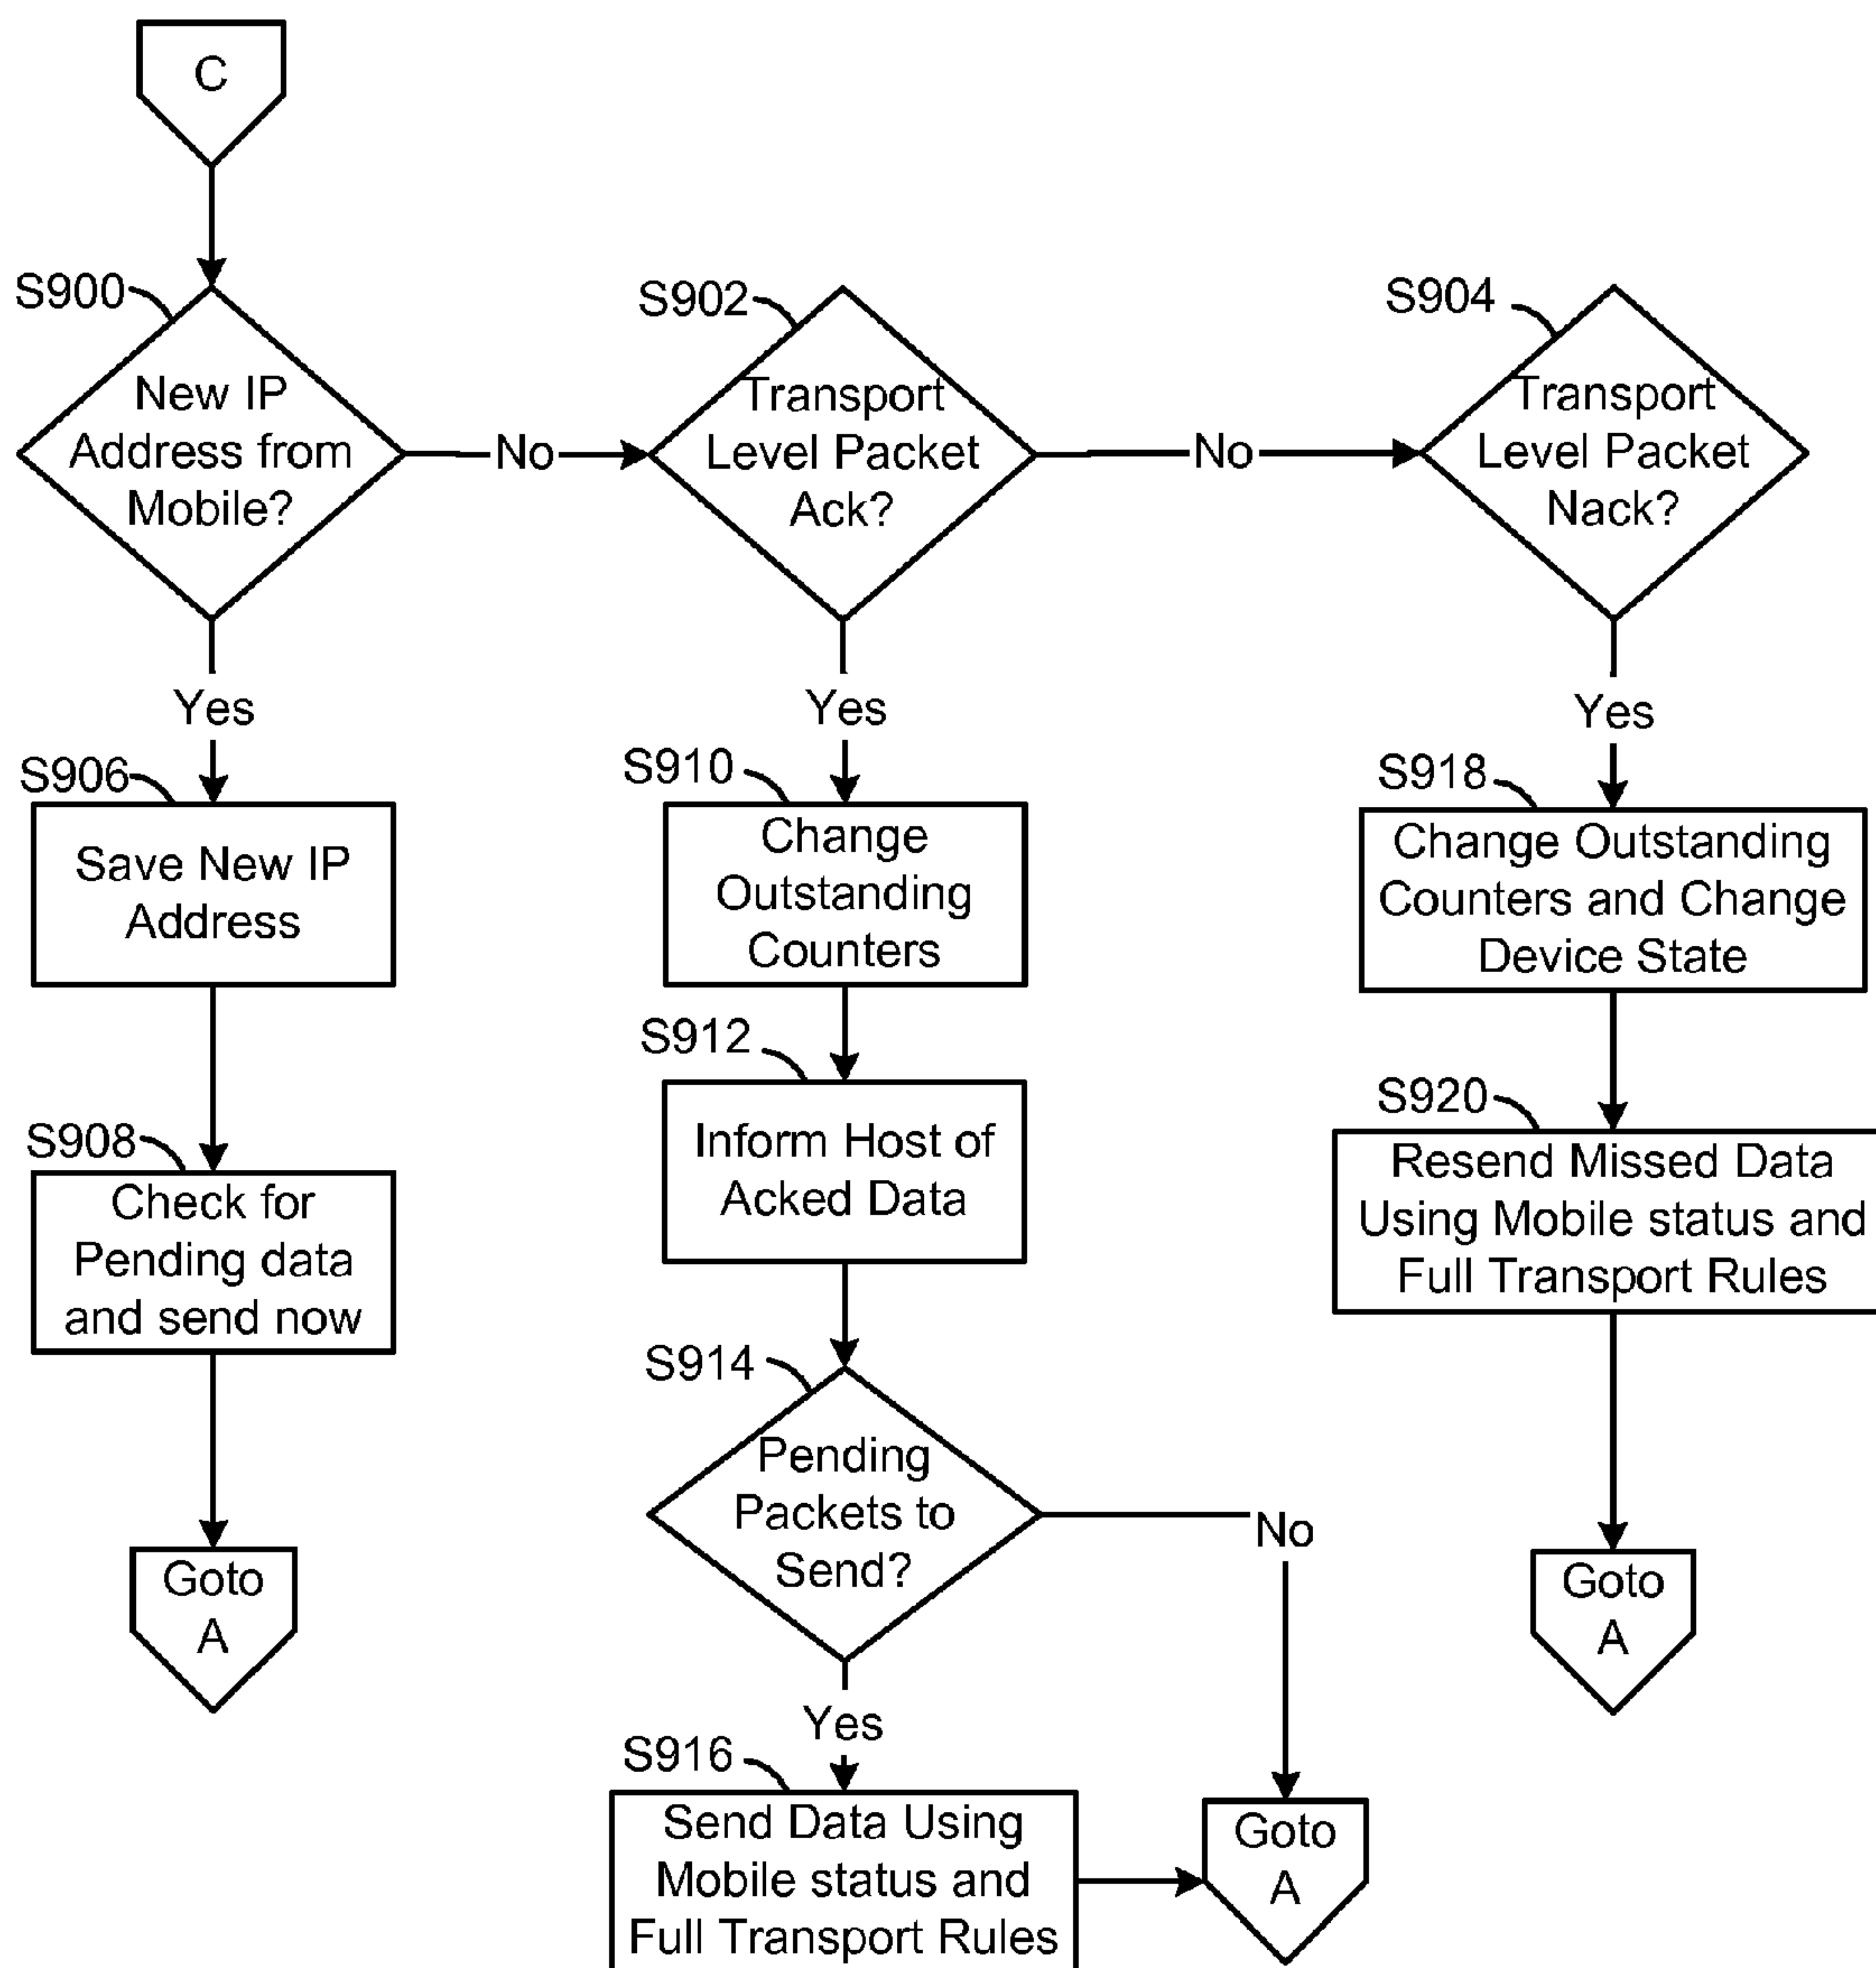 C
S900
New IP
Address from
Mobile?
No
S902
Transport
Level Packet
Ack?
No
S904
Transport
Level Packet
Nack?
Yes
Yes
Yes
S906
Save New IP
Address
S910
Change
Outstanding
Counters
S918
Change Outstanding
Counters and Change
Device State
S912
Inform Host of
Acked Data
S908
Check for
Pending data
and send now
S920
Resend Missed Data
Using Mobile status and
Full Transport Rules
S914
Pending
Packets to
Send?
No
Goto
A
Goto
A
Yes
S916
Send Data Using
Mobile status and
Full Transport Rules
Goto
A